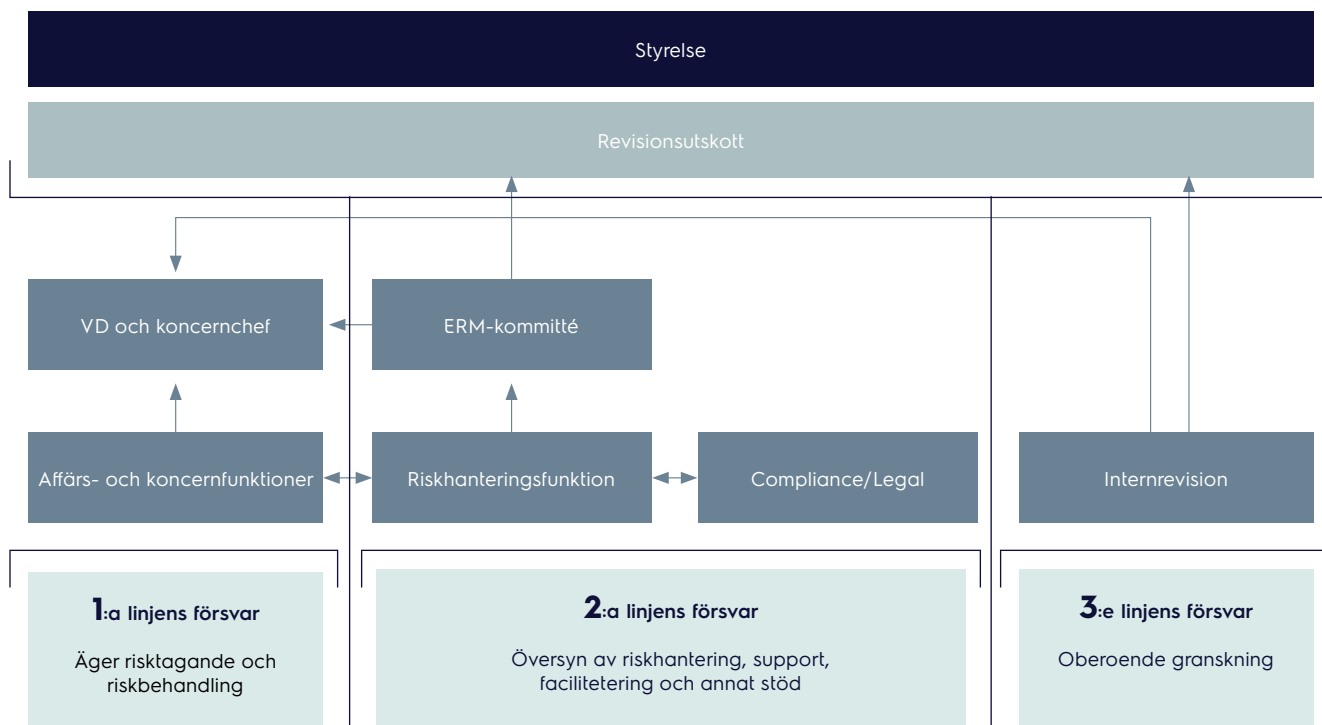 Styrelse
Revisionsutskott
VD och koncernchef
ERM-kommitté
Affärs- och koncernfunktioner
Riskhanteringsfunktion
Compliance/Legal
Internrevision
1:a linjens försvar
Äger risktagande och
riskbehandling
2:a linjens försvar
Översyn av riskhantering, support,
facilitetering och annat stöd
3:e linjens försvar
Oberoende granskning